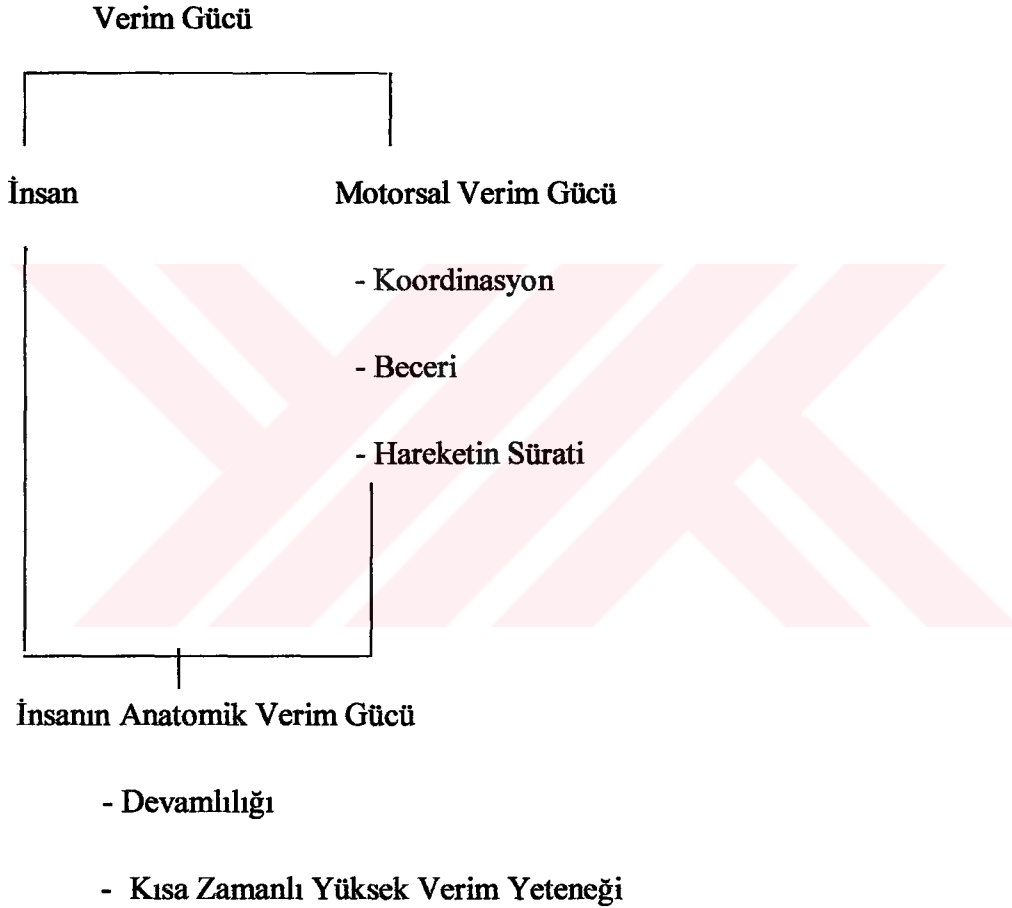 Verim Gücü
İnsan Motorsal Verim Gücü
- Koordinasyon
- Beceri
- Hareketin Sürati
İnsanın Anatomik Verim Gücü
- Devamlılığı
- Kısa Zamanlı Yüksek Verim Yeteneği